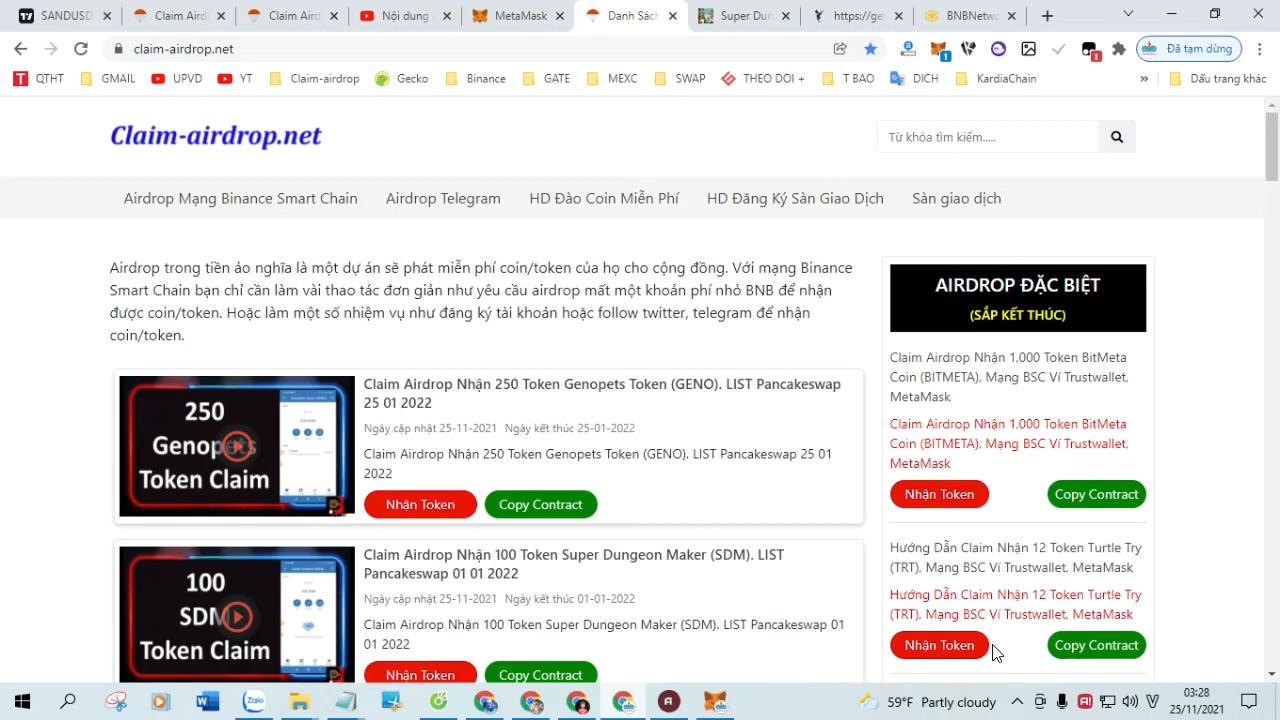 SANDUSD
Claim Air
Claim Air
Nội dung
MetaMask
Danh Sác
Super Dun
https://ge
BNBNetwo
claim-airdrop.net
1
1
Đã tạm dừng
QTHT
GMAIL
UPVD
YT
Claim-airdrop
Gecko
Binance
GATE
MEXC
SWAP
THEO DOI +
T BAO
DICH
KardiaChain
»
Dấu trang khác
Claim-airdrop.net
Từ khóa tìm kiếm.....
Airdrop Mạng Binance Smart Chain
Airdrop Telegram
HD Đào Coin Miễn Phí
HD Đăng Ký Sàn Giao Dịch
Sàn giao dịch
Airdrop trong tiền ảo nghĩa là một dự án sẽ phát miễn phí coin/token của họ cho cộng đồng. Với mạng Binance
Smart Chain bạn chỉ cần làm vài thao tác đơn giản như yêu cầu airdrop mất một khoản phí nhỏ BNB để nhận
được coin/token. Hoặc làm một số nhiệm vụ như đăng ký tài khoản hoặc follow twitter, telegram để nhận
coin/token.
250
Genopets
Token Claim
Claim Airdrop Nhận 250 Token Genopets Token (GENO). LIST Pancakeswap
25 01 2022
Ngày cập nhật 25-11-2021 Ngày kết thúc 25-01-2022
Claim Airdrop Nhận 250 Token Genopets Token (GENO). LIST Pancakeswap 25 01
2022
Nhận Token
Copy Contract
100
SDM
Token Claim
Claim Airdrop Nhận 100 Token Super Dungeon Maker (SDM). LIST
Pancakeswap 01 01 2022
Ngày cập nhật 25-11-2021 Ngày kết thúc 01-01-2022
Claim Airdrop Nhận 100 Token Super Dungeon Maker (SDM). LIST Pancakeswap 01
01 2022
Nhận Token
Copy Contract
AIRDROP ĐẶC BIỆT
(SẮP KẾT THÚC)
Claim Airdrop Nhận 1,000 Token BitMeta
Coin (BITMETA), Mạng BSC Ví Trustwallet,
MetaMask
Claim Airdrop Nhận 1,000 Token BitMeta
Coin (BITMETA), Mạng BSC Ví Trustwallet,
MetaMask
Nhận Token
Copy Contract
Hướng Dẫn Claim Nhận 12 Token Turtle Try
(TRT), Mạng BSC Ví Trustwallet, MetaMask
Hướng Dẫn Claim Nhận 12 Token Turtle Try
(TRT), Mạng BSC Ví Trustwallet, MetaMask
Nhận Token
Copy Contract
Zalo
59°F Partly cloudy
03:28
25/11/2021